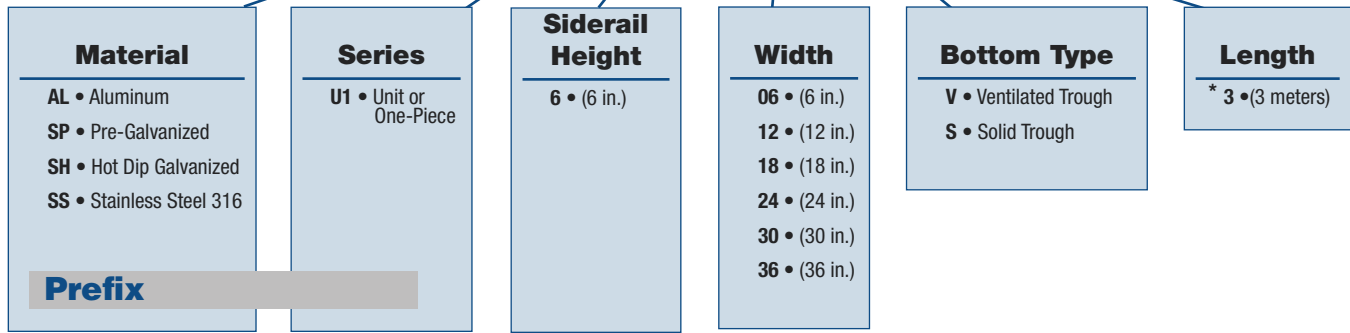 Material
AL • Aluminum
SP • Pre-Galvanized
SH • Hot Dip Galvanized
SS • Stainless Steel 316
Prefix
Series
U1 • Unit or
One-Piece
Siderail
Height
6 • (6 in.)
Width
06 • (6 in.)
12 • (12 in.)
18 • (18 in.)
24 • (24 in.)
30 • (30 in.)
36 • (36 in.)
Bottom Type
V • Ventilated Trough
S • Solid Trough
Length
* 3 •(3 meters)